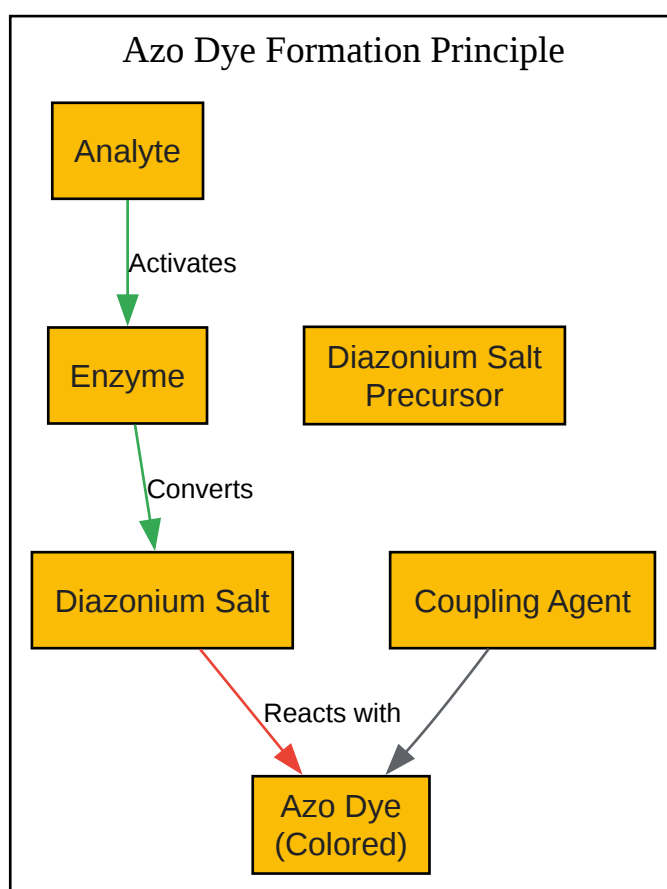 Azo Dye Formation Principle
Analyte
Activates
Enzyme
Diazonium Salt
Precursor
Converts
Diazonium Salt
Coupling Agent
Reacts with
Azo Dye
(Colored)